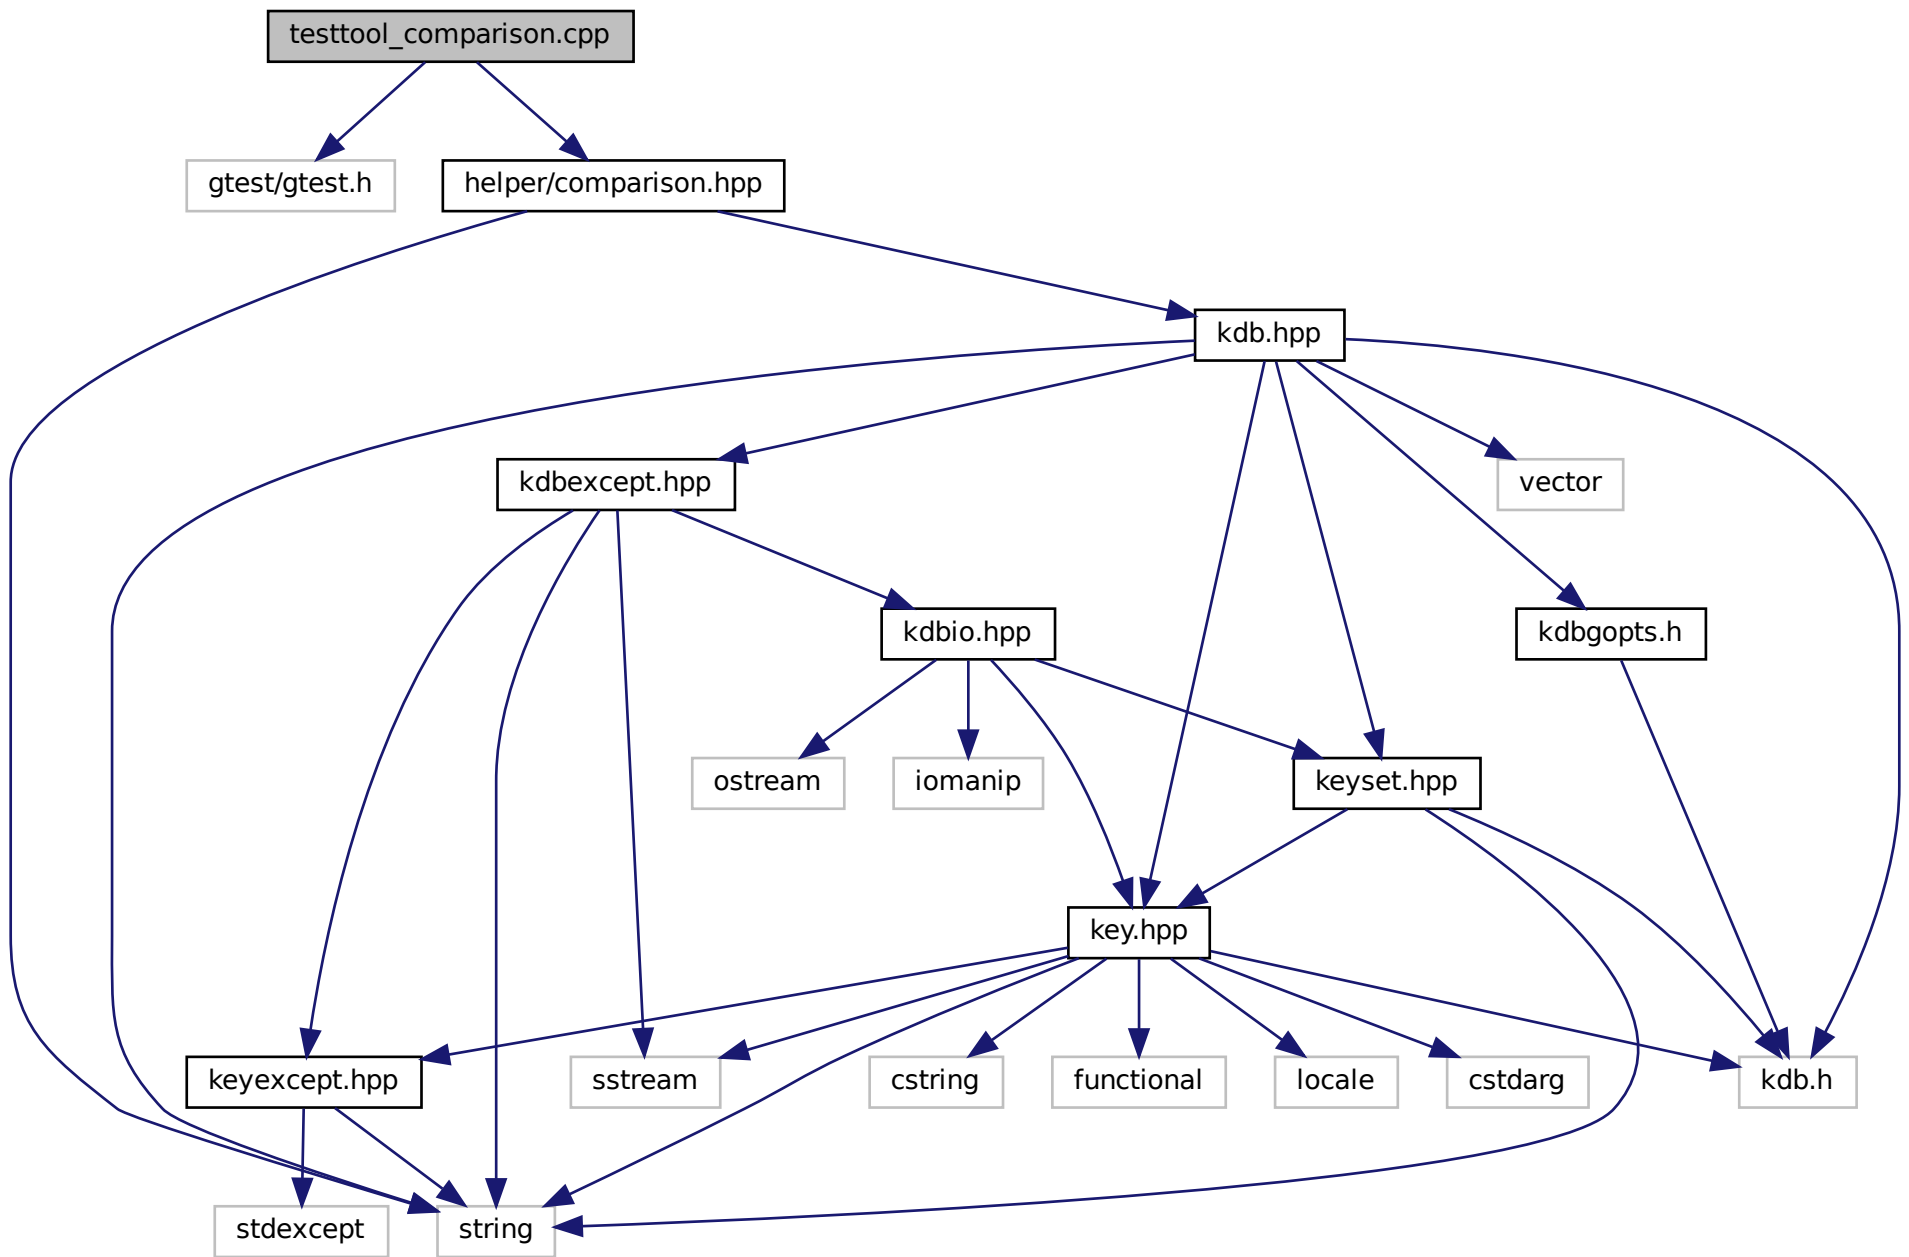 testtool_comparison.cpp
gtest/gtest.h
helper/comparison.hpp
kdb.hpp
kdbexcept.hpp
vector
kdbio.hpp
kdbgopts.h
ostream
iomanip
keyset.hpp
key.hpp
keyexcept.hpp
sstream
cstring
functional
locale
cstdarg
kdb.h
stdexcept
string